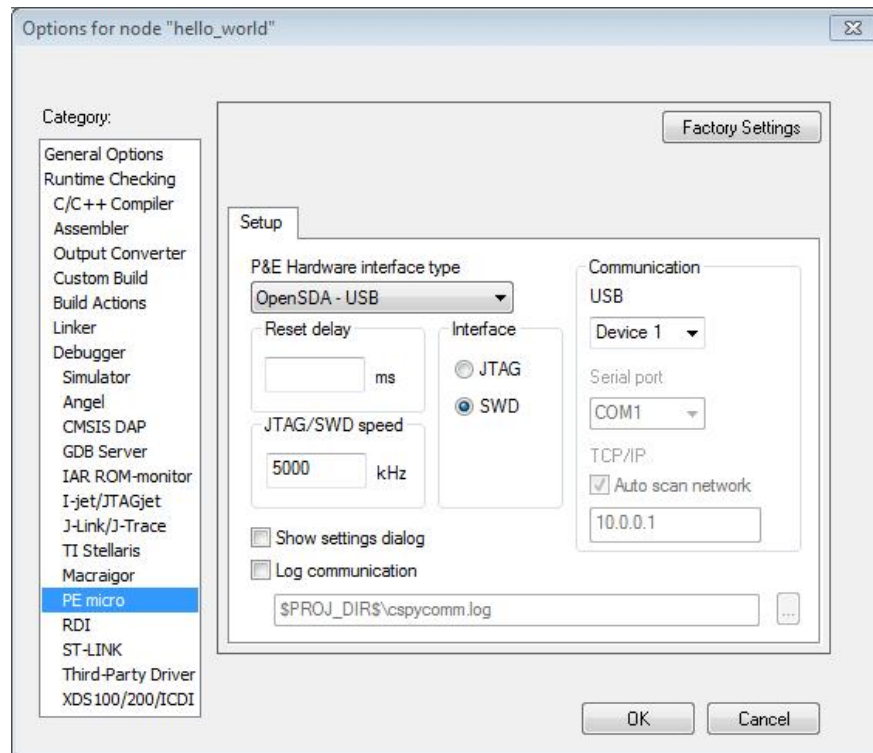 Options for node "hello_world"
Category:
General Options
Runtime Checking
C/C++ Compiler
Assembler
Output Converter
Custom Build
Build Actions
Linker
Debugger
Simulator
Angel
CMSIS DAP
GDB Server
IAR ROM-monitor
I-jet/JTAGjet
J-Link/J-Trace
TI Stellaris
Macraigor
PE micro
RDI
ST-LINK
Third-Party Driver
XDS100/200/ICDI
Factory Settings
Setup
P&E Hardware interface type
OpenSDA - USB
Reset delay
ms
JTAG/SWD speed
5000 kHz
Interface
JTAG
SWD
Communication
USB
Device 1
Serial port
COM1
TCP/IP
Auto scan network
10.0.0.1
Show settings dialog
Log communication
$PROJ_DIR$\cspycomm.log
...
OK
Cancel